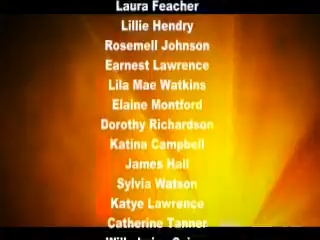 Laura Feacher
Lillie Hendry
Rosemell Johnson
Earnest Lawrence
Lila Mae Watkins
Elaine Montford
Dorothy Richardson
Katina Campbell
James Hall
Sylvia Watson
Katye Lawrence
Catherine Tanner